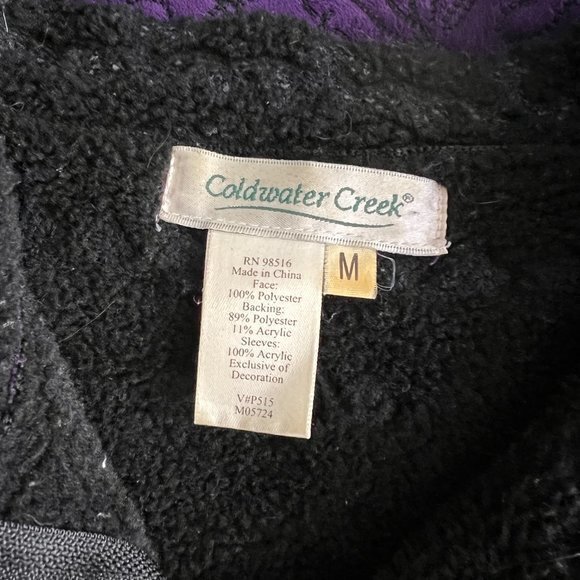 Coldwater Creek®
M
RN 98516
Made in China
Face:
100% Polyester
Backing:
89% Polyester
11% Acrylic
Sleeves:
100% Acrylic
Exclusive of
Decoration
V#P515
M05724